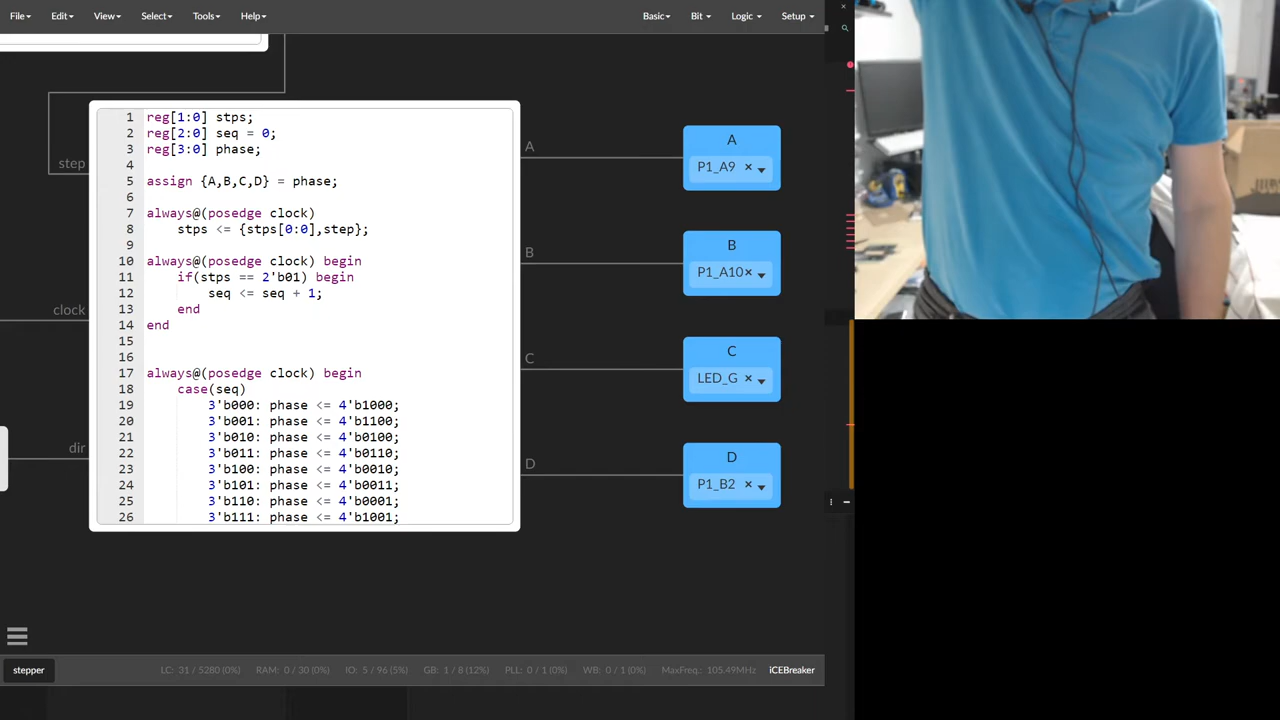 File Edit View Select Tools Help Basic Bit Logic Setup
step
clock
dir
1 reg[1:0] stps;
2 reg[2:0] seq = 0;
3 reg[3:0] phase;
4
5 assign {A,B,C,D} = phase;
6
7 always@(posedge clock)
8 stps <= {stps[0:0],step};
9
10 always@(posedge clock) begin
11 if(stps == 2'b01) begin
12 seq <= seq + 1;
13 end
14 end
15
16
17 always@(posedge clock) begin
18 case(seq)
19 3'b000: phase <= 4'b1000;
20 3'b001: phase <= 4'b1100;
21 3'b010: phase <= 4'b0100;
22 3'b011: phase <= 4'b0110;
23 3'b100: phase <= 4'b0010;
24 3'b101: phase <= 4'b0011;
25 3'b110: phase <= 4'b0001;
26 3'b111: phase <= 4'b1001;
A
B
C
D
A
P1_A9 ×
B
P1_A10 ×
C
LED_G ×
D
P1_B2 ×
stepper LC: 31 / 5280 (0%) RAM: 0 / 30 (0%) IO: 5 / 96 (5%) GB: 1 / 8 (12%) PLL: 0 / 1 (0%) WB: 0 / 1 (0%) MaxFreq.: 105.49MHz iCEBreaker